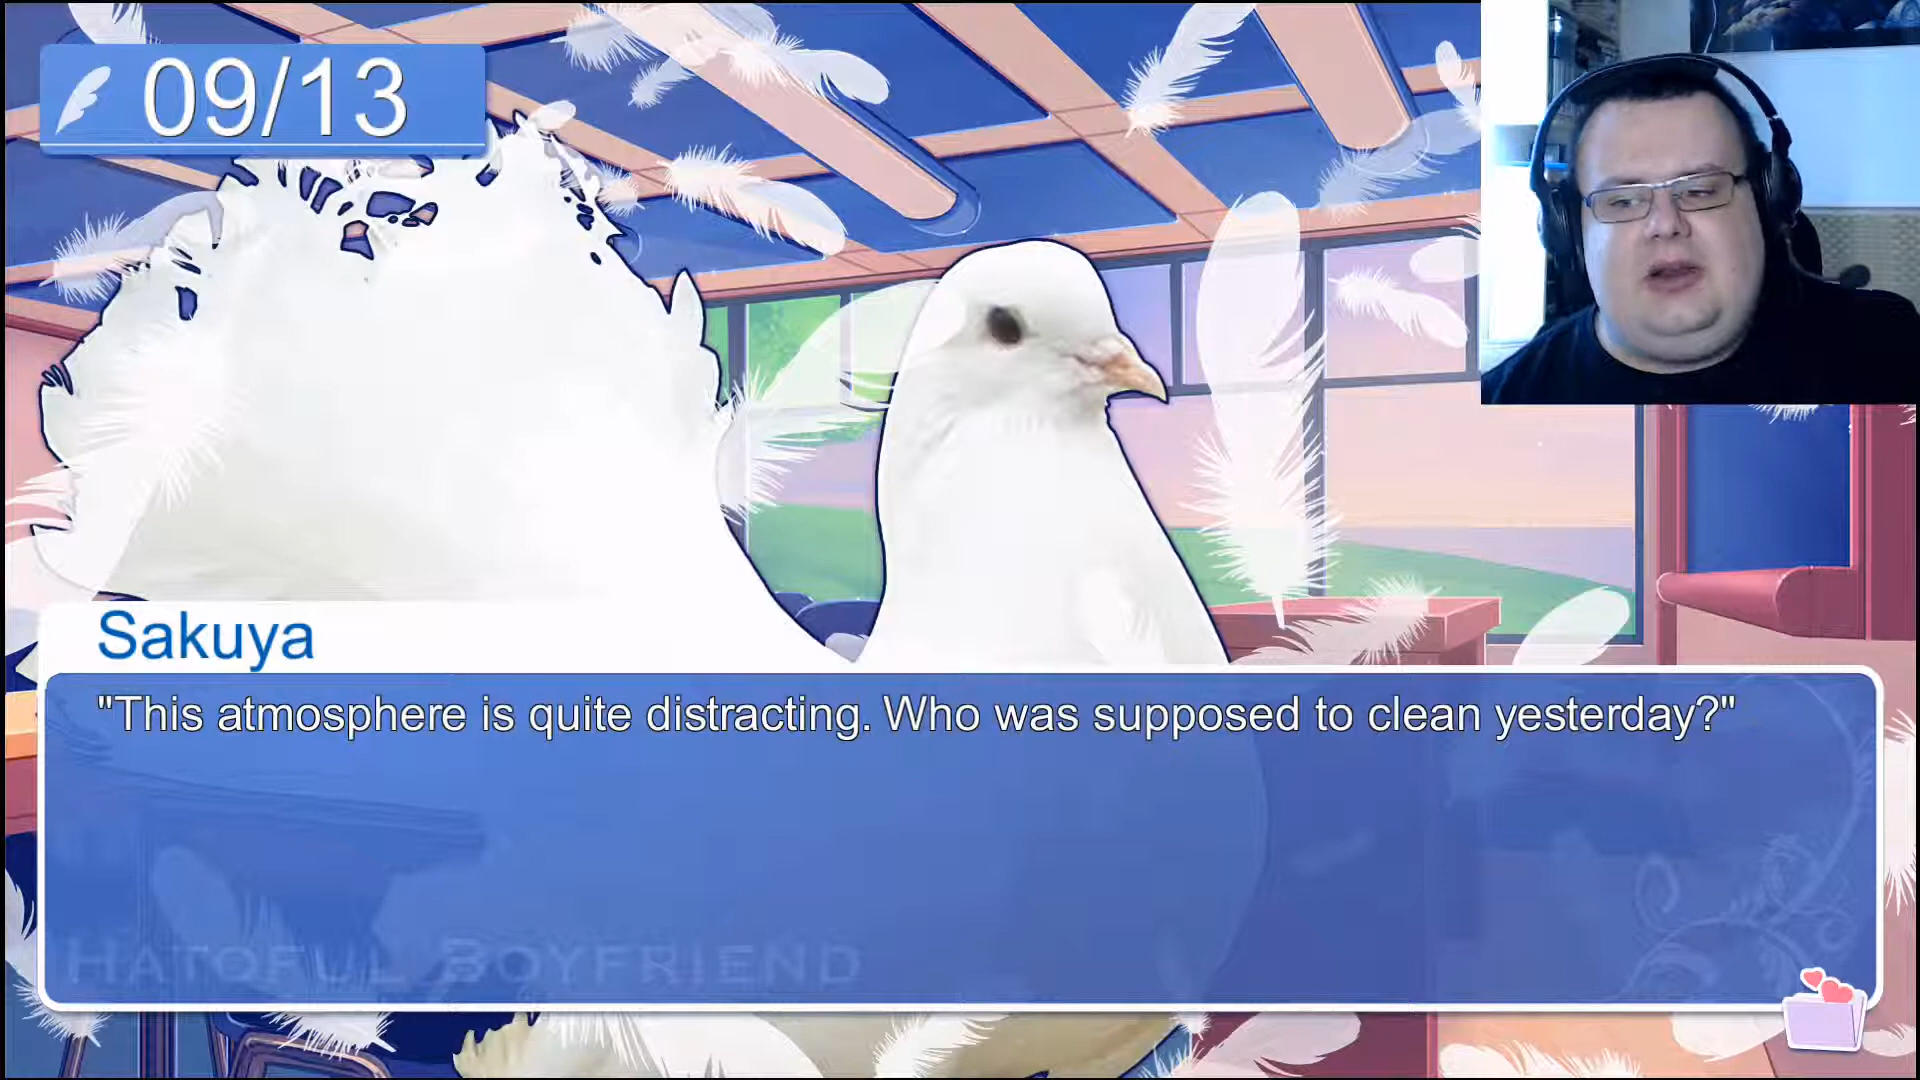 09/13
Sakuya
"This atmosphere is quite distracting. Who was supposed to clean yesterday?"
HATOFUL BOYFRIEND